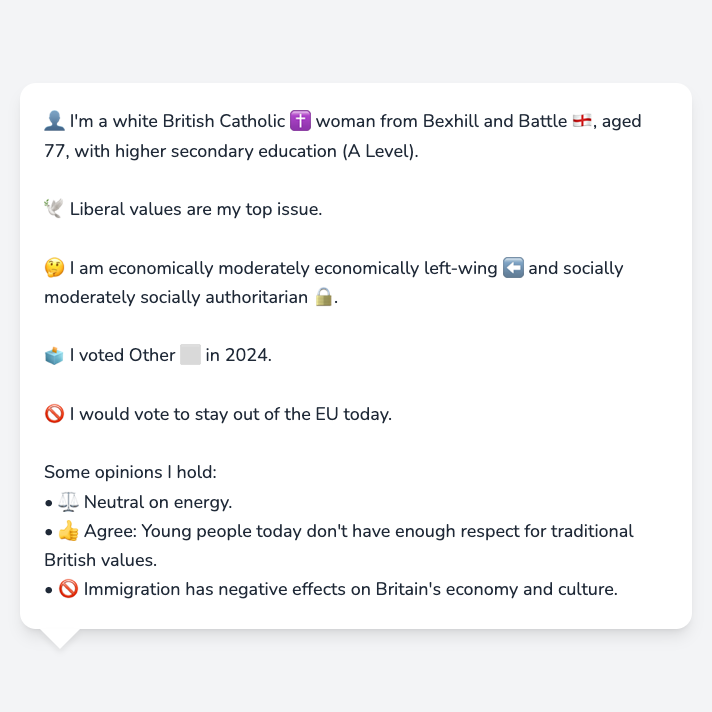 👤 I'm a white British Catholic ✝️ woman from Bexhill and Battle 🏴󠁧󠁢󠁥󠁮󠁧󠁿, aged
77, with higher secondary education (A Level).
🕊️ Liberal values are my top issue.
🤔 I am economically moderately economically left-wing ⬅️ and socially
moderately socially authoritarian 🔒.
🗳️ I voted Other ⬜ in 2024.
🚫 I would vote to stay out of the EU today.
Some opinions I hold:
• ⚖️ Neutral on energy.
• 👍 Agree: Young people today don't have enough respect for traditional
British values.
• 🚫 Immigration has negative effects on Britain's economy and culture.